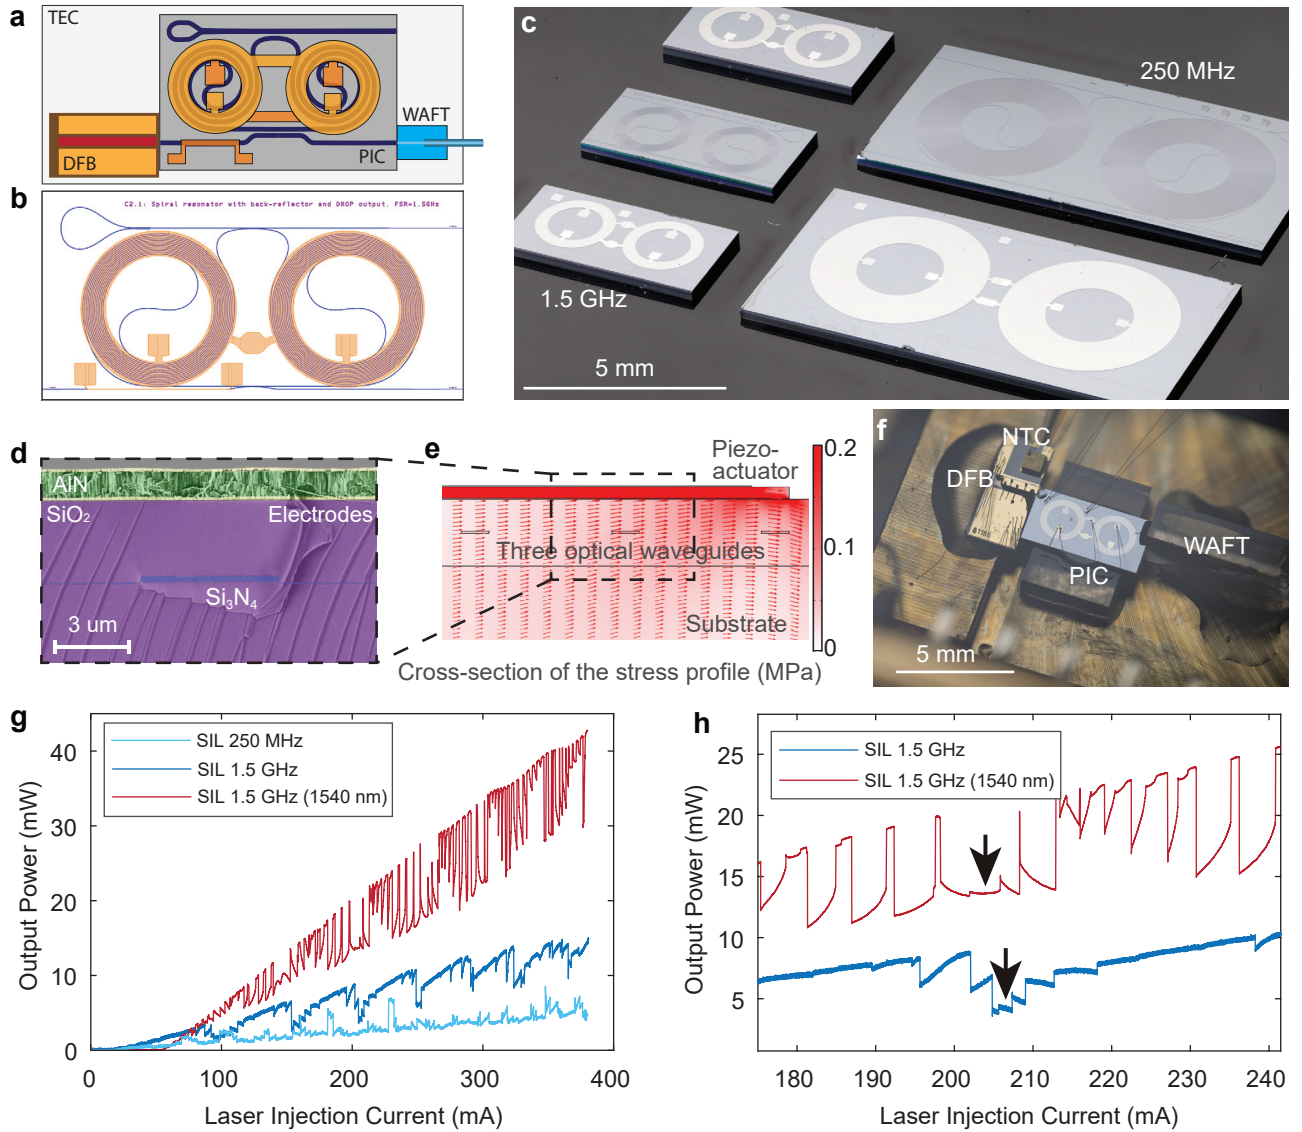 a
TEC
DFB
PIC
WAFT
b
C2.1: Spiral resonator with back-reflector and DROP output. FSR=1.5GHz
c
250 MHz
1.5 GHz
5 mm
d
AlN
SiO₂
Electrodes
Si₃N₄
3 um
e
Piezo-
actuator
0.2
0.1
0
Three optical waveguides
Substrate
Cross-section of the stress profile (MPa)
f
NTC
DFB
PIC
WAFT
5 mm
g
SIL 250 MHz
SIL 1.5 GHz
SIL 1.5 GHz (1540 nm)
Output Power (mW)
40
30
20
10
0
0 100 200 300 400
Laser Injection Current (mA)
h
SIL 1.5 GHz
SIL 1.5 GHz (1540 nm)
Output Power (mW)
25
20
15
10
5
180 190 200 210 220 230 240
Laser Injection Current (mA)